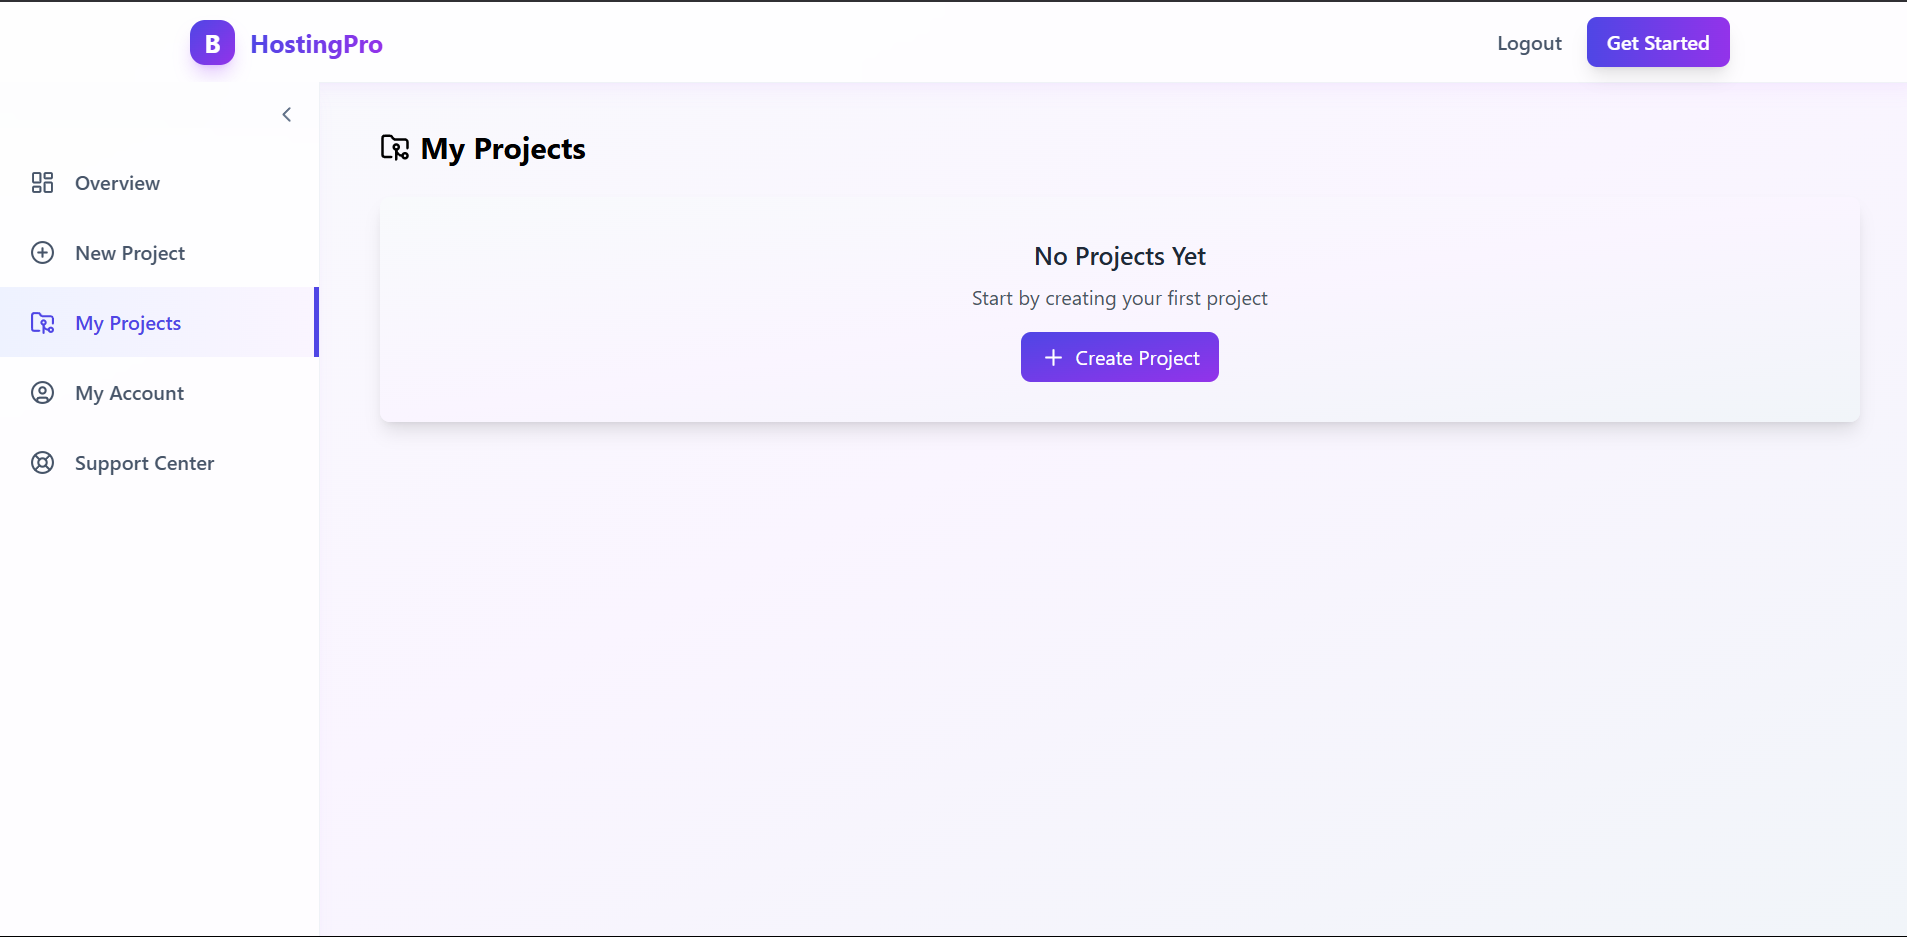 B HostingPro
Logout
Get Started
Overview
New Project
My Projects
My Account
Support Center
My Projects
No Projects Yet
Start by creating your first project
+ Create Project